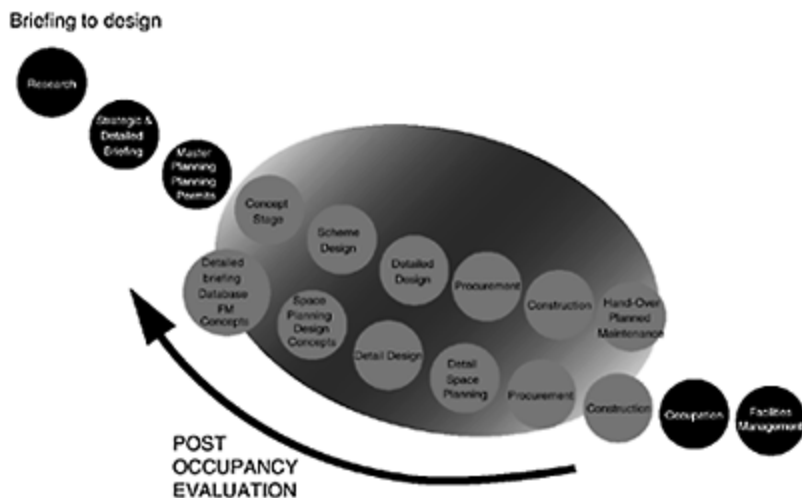 Briefing to design
Research
Strategic &
Detailed
Briefing
Master
Planning
Planning
Permits
Concept
Stage
Scheme
Design
Detailed
Design
Procurement
Construction
Hand-Over
Planned
Maintenance
Detailed
briefing
Database
FM
Concepts
Space
Planning
Design
Concepts
Detail Design
Detail
Space
Planning
Procurement
Construction
Occupation
Facilities
Management
POST
OCCUPANCY
EVALUATION